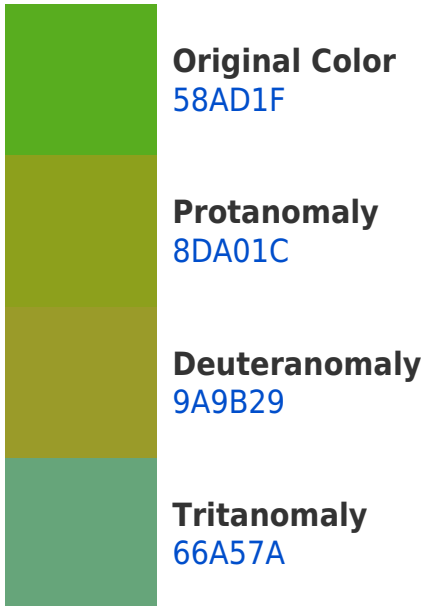 Original Color
58AD1F
Protanomaly
8DA01C
Deuteranomaly
9A9B29
Tritanomaly
66A57A